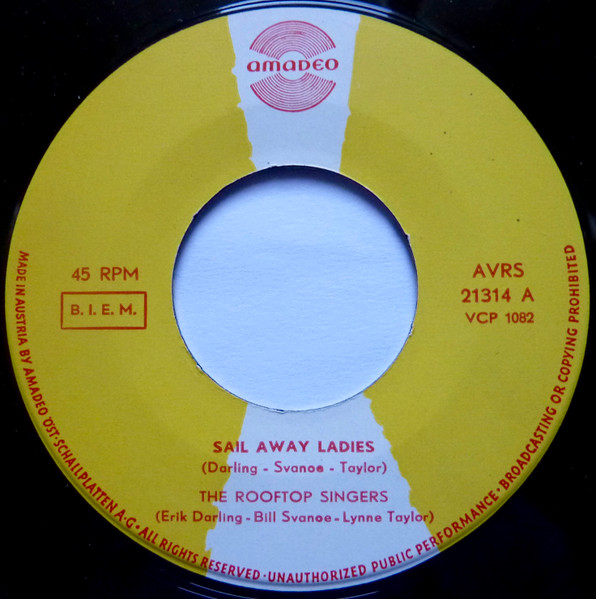 amadeo
45 RPM
B. I. E. M.
AVRS
21314 A
VCP 1082
SAIL AWAY LADIES
(Darling - Svanoe - Taylor)
THE ROOFTOP SINGERS
(Erik Darling - Bill Svanoe - Lynne Taylor)
MADE IN AUSTRIA BY AMADEO ÖST. SCHALLPLATTEN A-G • ALL RIGHTS RESERVED · UNAUTHORIZED PUBLIC PERFORMANCE · BROADCASTING OR COPYING PROHIBITED